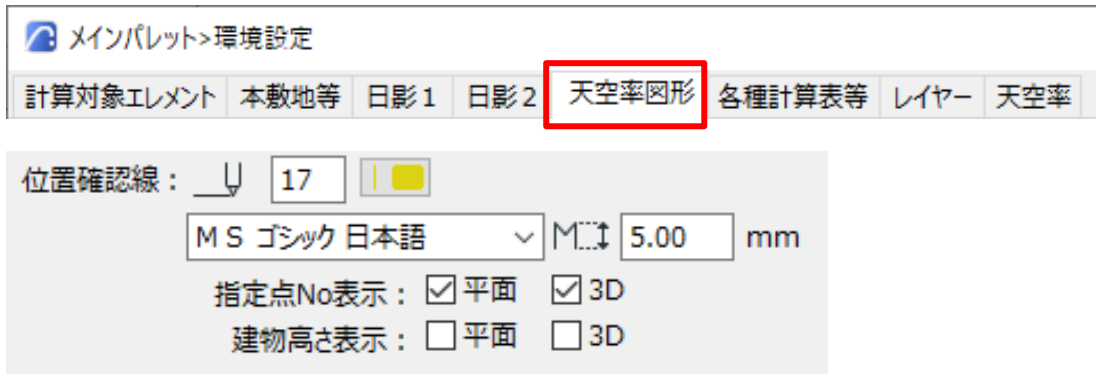 メインパレット>環境設定
計算対象エレメント 本敷地等 日影1 日影2 天空率図形 各種計算表等 レイヤー 天空率
位置確認線： 17
ＭＳ ゴシック 日本語 5.00 mm
指定点No表示： 平面 3D
建物高さ表示： 平面 3D